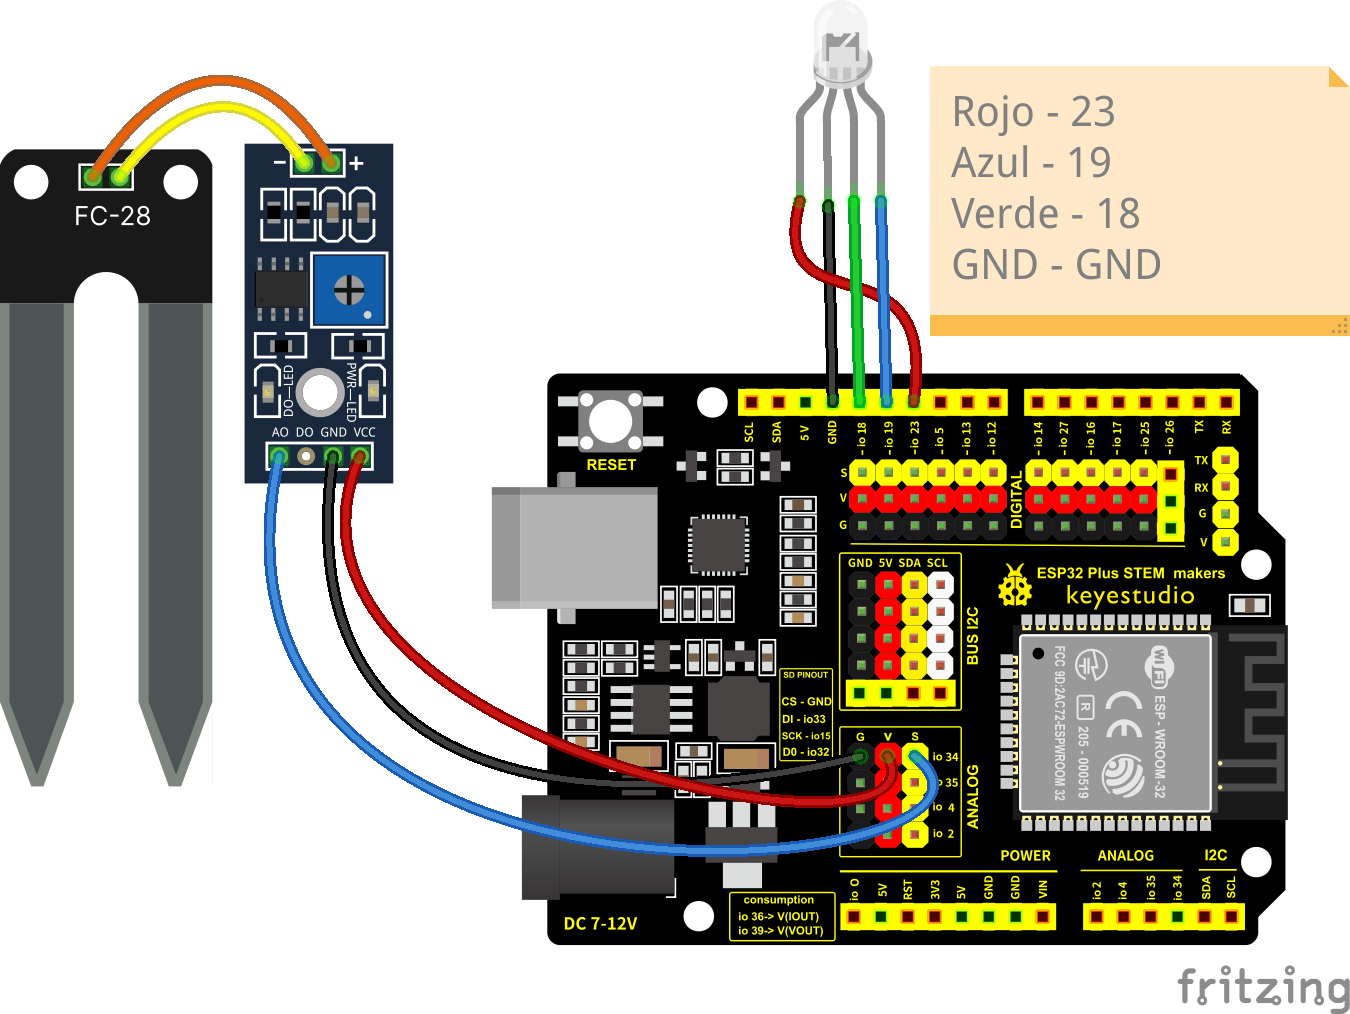 Rojo - 23
Azul - 19
Verde - 18
GND - GND
FC-28
- +
DO—LED
PWR—LED
AO DO GND VCC
RESET
SCL SDA 5V GND - io 18 - io 19 - io 23 - io 5 - io 13 - io 12
- io 14 - io 27 - io 16 - io 17 - io 25 - io 26 TX RX
S
V
G
DIGITAL
TX
RX
G
V
GND 5V SDA SCL
BUS I2C
ESP32 Plus STEM makers
keyestudio
SD PINOUT
CS - GND
DI - io33
SCK - io15
D0 - io32
G V S
io 34
35
io 4
io 2
ANALOG
FCC 9D:2AC72-ESPWROOM 32
R
205 - 000519
CE
Wi Fi
ESP - WROOM-32
DC 7-12V
consumption
io 36-> V(IOUT)
io 39-> V(VOUT)
POWER
io 0 5V RST 3V3 5V GND GND VIN
ANALOG I2C
io 2 io 4 io 35 io 34 SDA SCL
fritzing